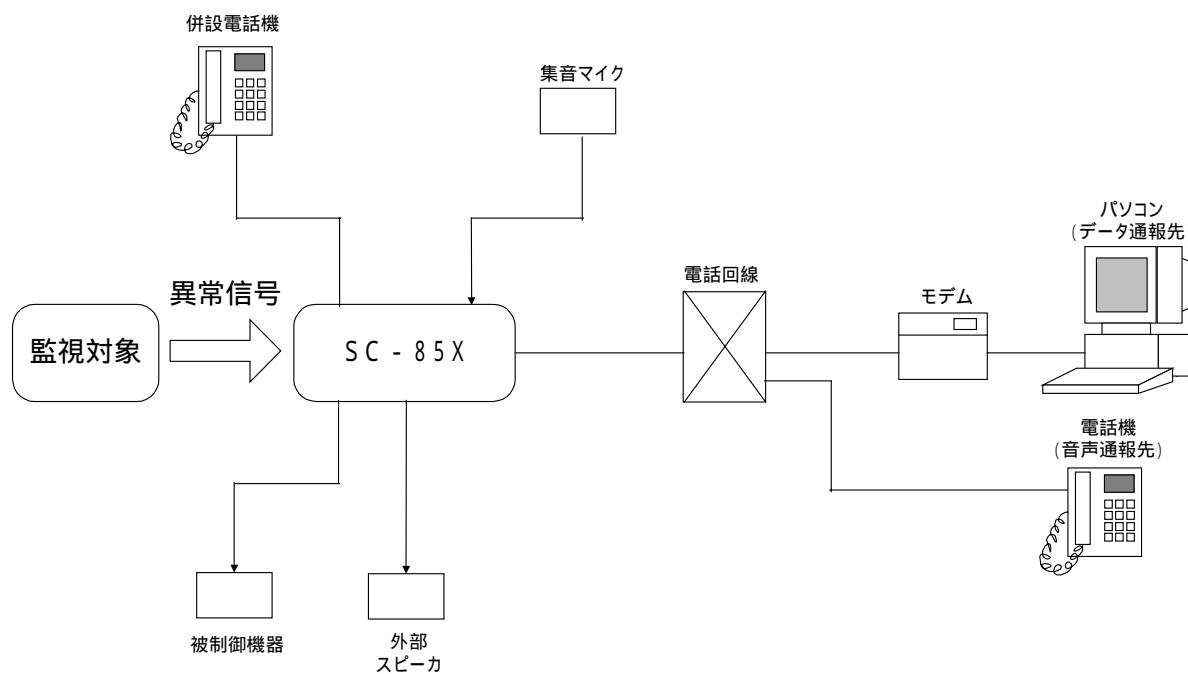 併設電話機
集音マイク
パソコン
(データ通報先
電話回線
モデム
異常信号
監視対象
SC-85X
電話機
(音声通報先)
被制御機器
外部
スピーカ